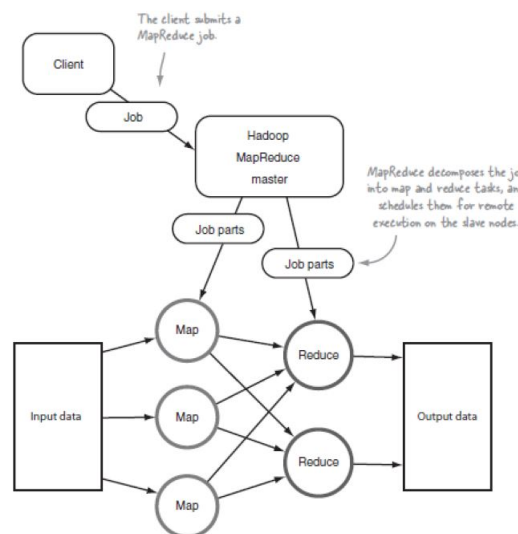 The client submits a
MapReduce job.
Client
Job
Hadoop
MapReduce
master
MapReduce decomposes the jo
into map and reduce tasks, an
schedules them for remote
execution on the slave nodes.
Job parts
Job parts
Map
Reduce
Input data
Map
Output data
Reduce
Map